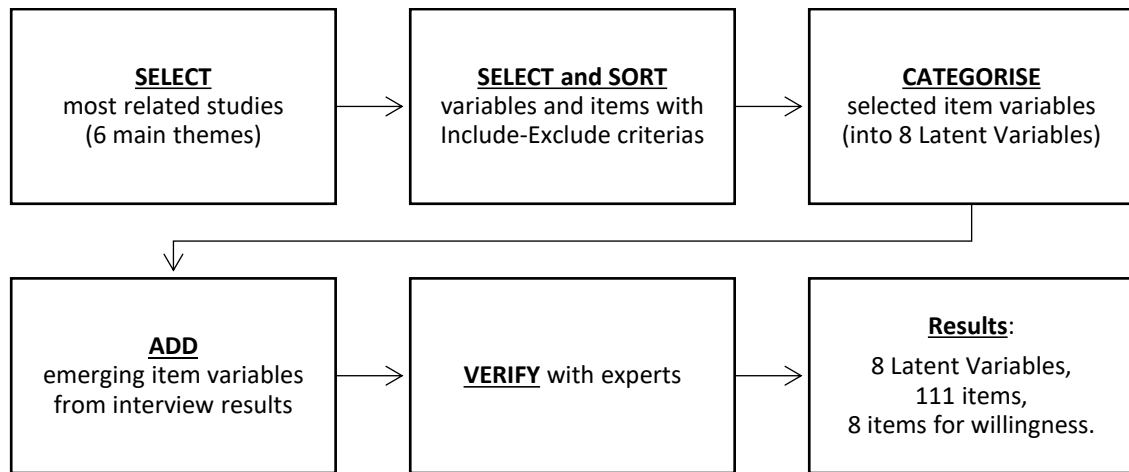 SELECT
most related studies
(6 main themes)
SELECT and SORT
variables and items with
Include-Exclude criterias
CATEGORISE
selected item variables
(into 8 Latent Variables)
ADD
emerging item variables
from interview results
VERIFY with experts
Results:
8 Latent Variables,
111 items,
8 items for willingness.